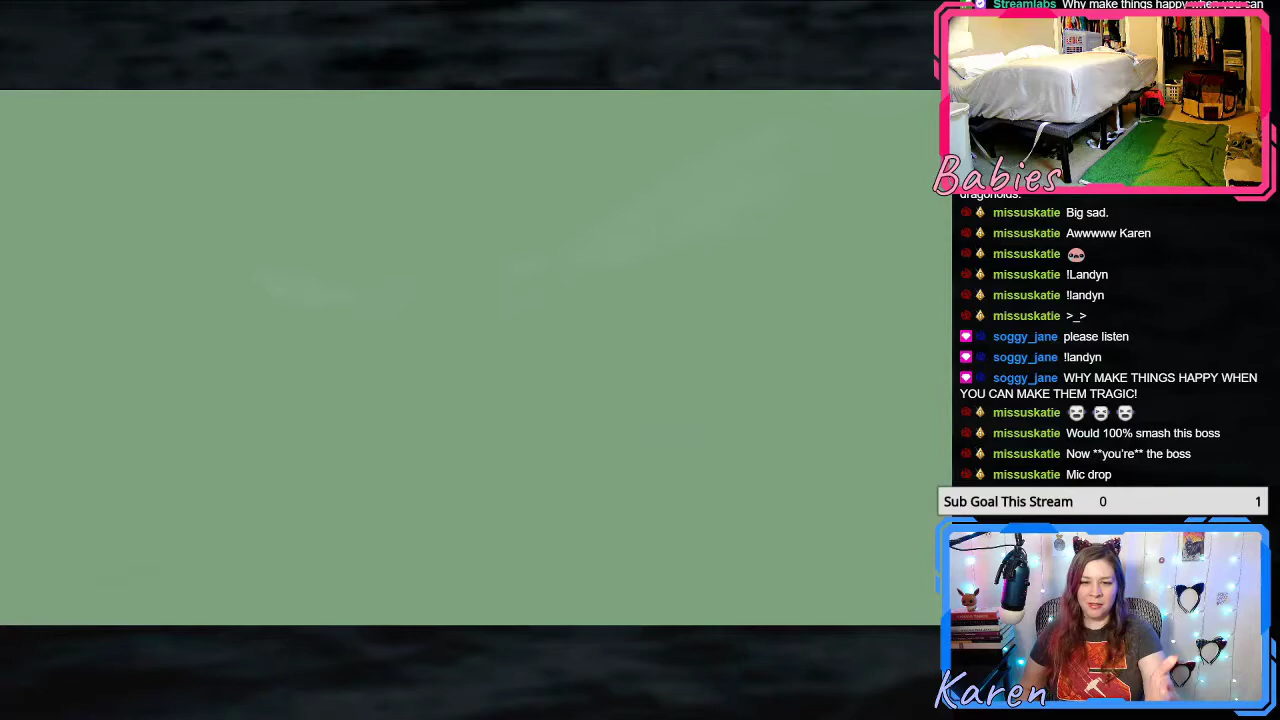 Streamlabs Why make things happy when you can
Babies
dragonoids.
missuskatie Big sad.
missuskatie Awwwww Karen
missuskatie
missuskatie !Landyn
missuskatie !landyn
missuskatie >_>
soggy_jane please listen
soggy_jane !landyn
soggy_jane WHY MAKE THINGS HAPPY WHEN
YOU CAN MAKE THEM TRAGIC!
missuskatie
missuskatie Would 100% smash this boss
missuskatie Now **you're** the boss
missuskatie Mic drop
Sub Goal This Stream 0 1
Karen